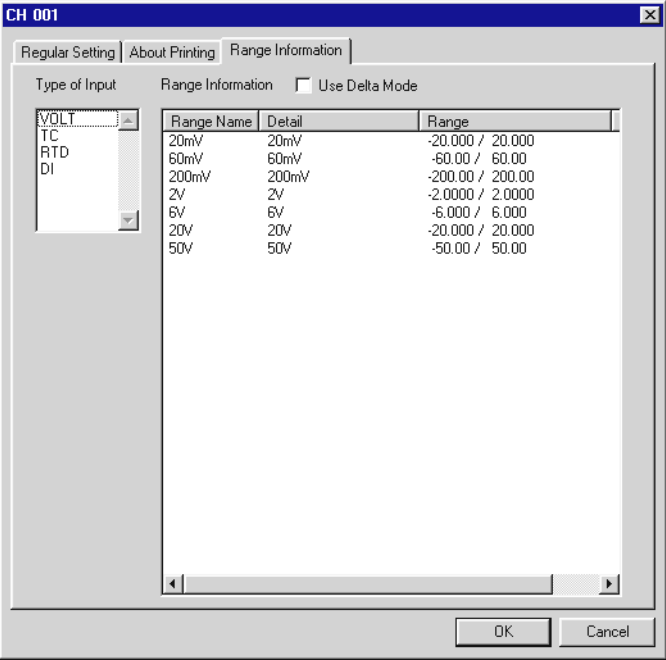 CH 001
Regular Setting About Printing Range Information
Type of Input Range Information Use Delta Mode
VOLT
TC
RTD
DI
Range Name Detail Range
20mV 20mV -20.000 / 20.000
60mV 60mV -60.00 / 60.00
200mV 200mV -200.00 / 200.00
2V 2V -2.0000 / 2.0000
6V 6V -6.000 / 6.000
20V 20V -20.000 / 20.000
50V 50V -50.00 / 50.00
OK Cancel